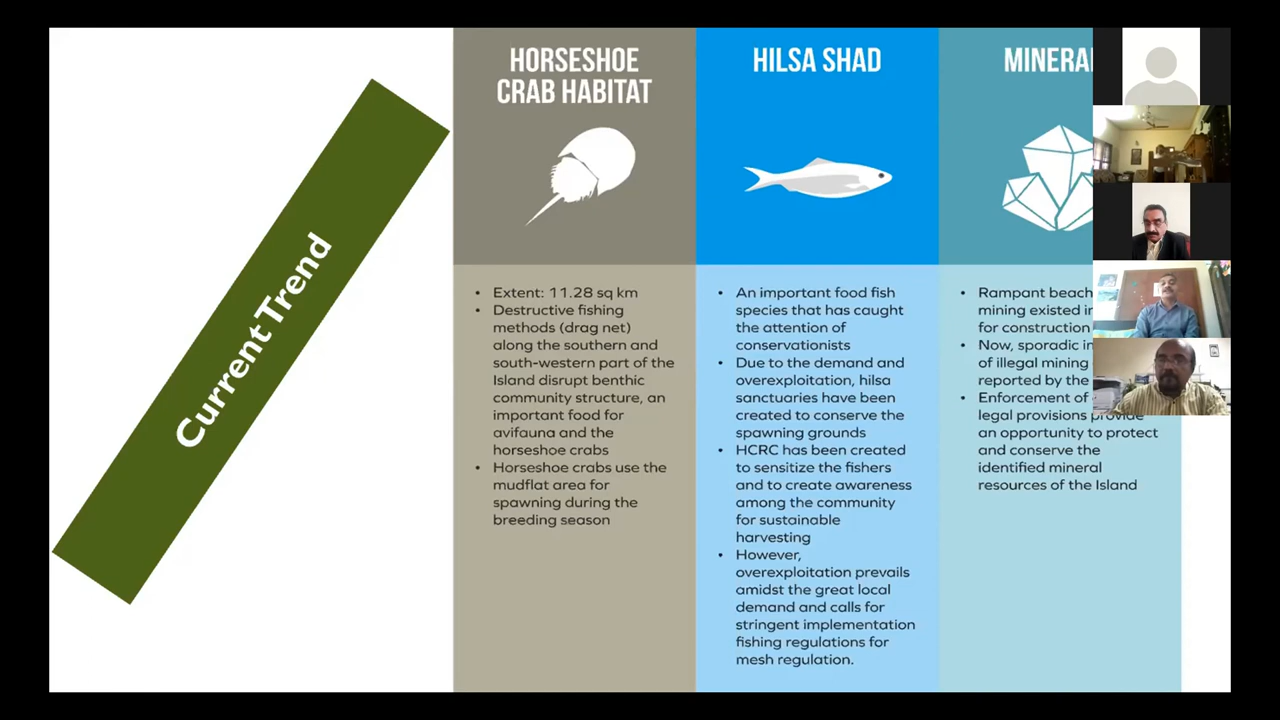 Current Trend
HORSESHOE
CRAB HABITAT
• Extent: 11.28 sq km
• Destructive fishing
methods (drag net)
along the southern and
south-western part of the
Island disrupt benthic
community structure, an
important food for
avifauna and the
horseshoe crabs
• Horseshoe crabs use the
mudflat area for
spawning during the
breeding season
HILSA SHAD
• An important food fish
species that has caught
the attention of
conservationists
• Due to the demand and
overexploitation, hilsa
sanctuaries have been
created to conserve the
spawning grounds
• HCRC has been created
to sensitize the fishers
and to create awareness
among the community
for sustainable
harvesting
• However,
overexploitation prevails
amidst the great local
demand and calls for
stringent implementation
fishing regulations for
mesh regulation.
• Rampant beach
mining existed
for construction
• Now, sporadic
of illegal mining
reported by the
• Enforcement of
legal provisions provide
an opportunity to protect
and conserve the
identified mineral
resources of the Island